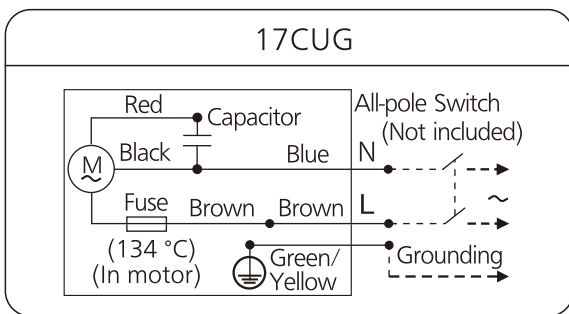 17CUG
Red
Capacitor
All-pole Switch
(Not included)
M
Black
Blue
N
Fuse
Brown
Brown
L
~
(134 °C)
(In motor)
Green/
Yellow
Grounding